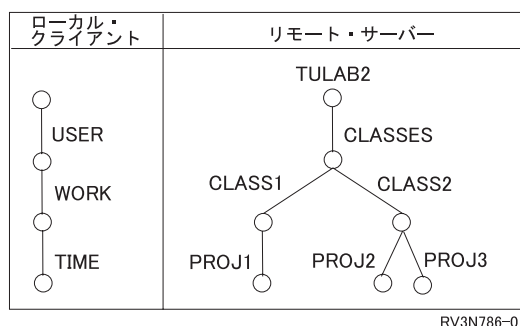 ローカル・
クライアント
リモート・サーバー
TULAB2
USER
CLASSES
WORK
CLASS1
CLASS2
TIME
PROJ1
PROJ2
PROJ3
RV3N786-0